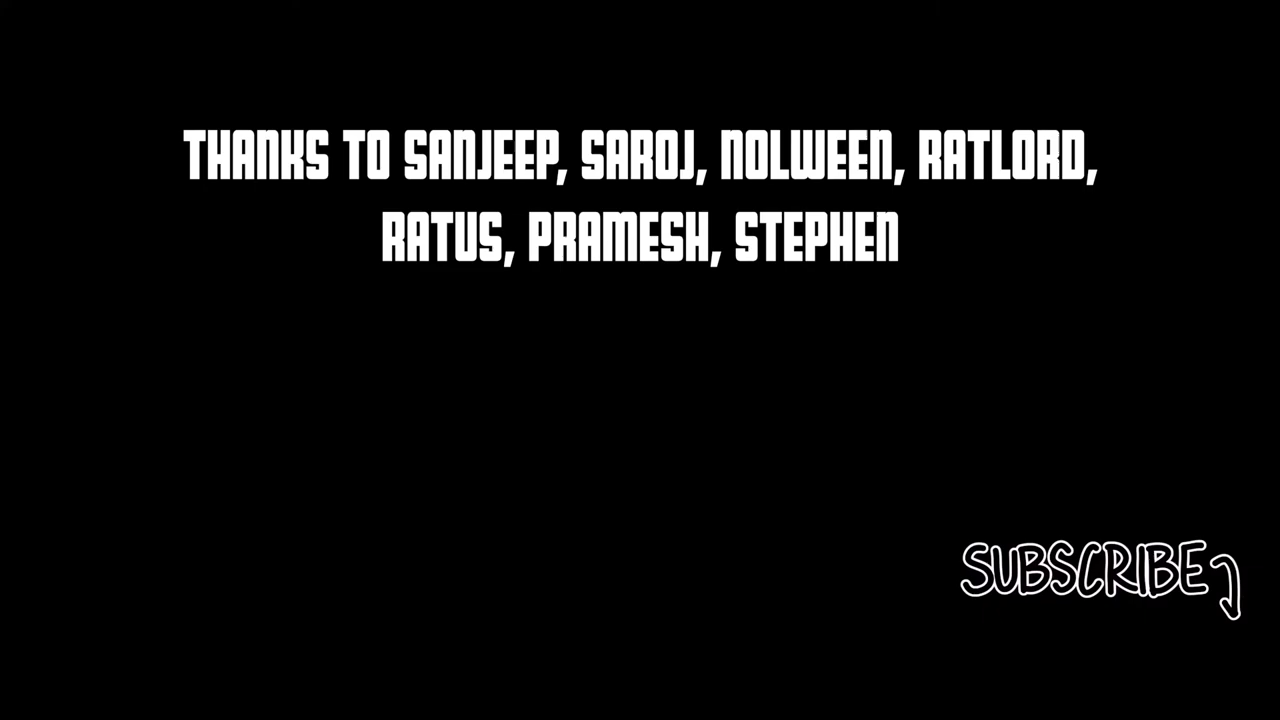 THANKS TO SANJEEP, SAROJ, NOLWEEN, RATLORD,
RATUS, PRAMESH, STEPHEN
SUBSCRIBE